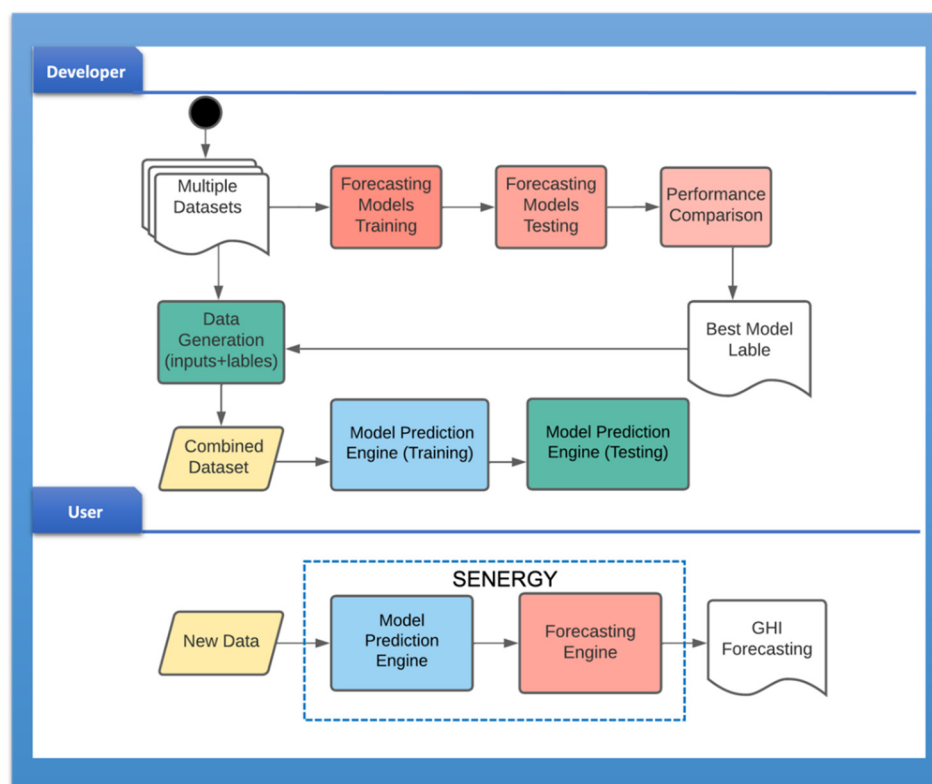 Developer
Multiple
Datasets
Forecasting
Models
Training
Forecasting
Models
Testing
Performance
Comparison
Data
Generation
(inputs+lables)
Best Model
Lable
Combined
Dataset
Model Prediction
Engine (Training)
Model Prediction
Engine (Testing)
User
SENERGY
New Data
Model
Prediction
Engine
Forecasting
Engine
GHI
Forecasting